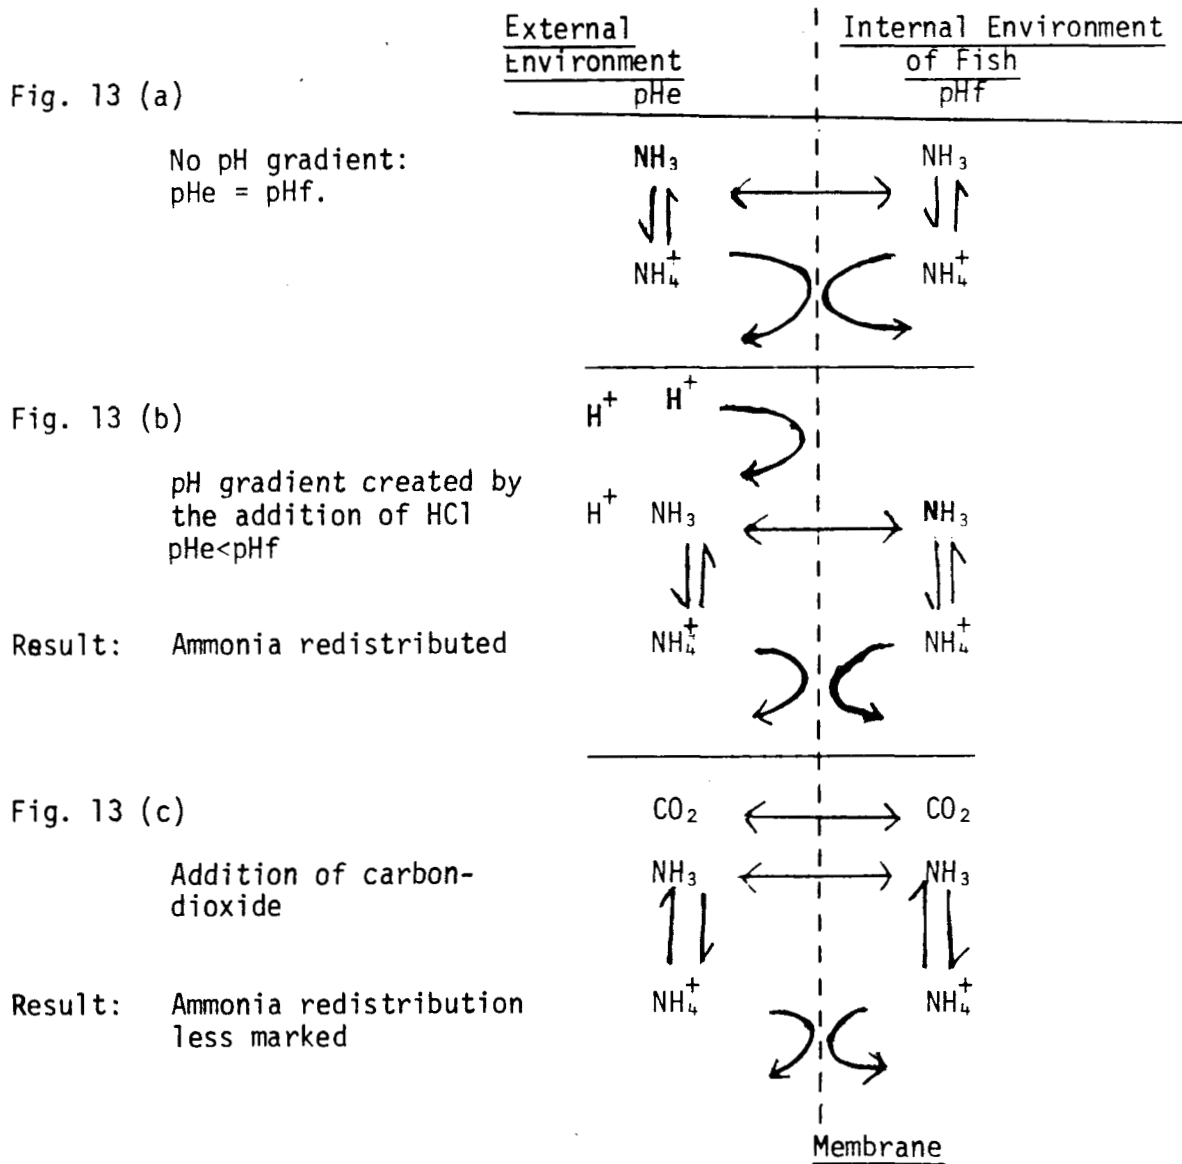 External
Environment
pHe
Internal Environment
of Fish
pHf
Fig. 13 (a)
No pH gradient:
pHe = pHf.
NH₃
NH₃
NH₄⁺
NH₄⁺
Fig. 13 (b)
H⁺ H⁺
pH gradient created by
the addition of HCl
pHe<pHf
H⁺ NH₃
NH₃
Result: Ammonia redistributed
NH₄⁺
NH₄⁺
Fig. 13 (c)
CO₂
CO₂
Addition of carbon-
dioxide
NH₃
NH₃
Result: Ammonia redistribution
less marked
NH₄⁺
NH₄⁺
Membrane